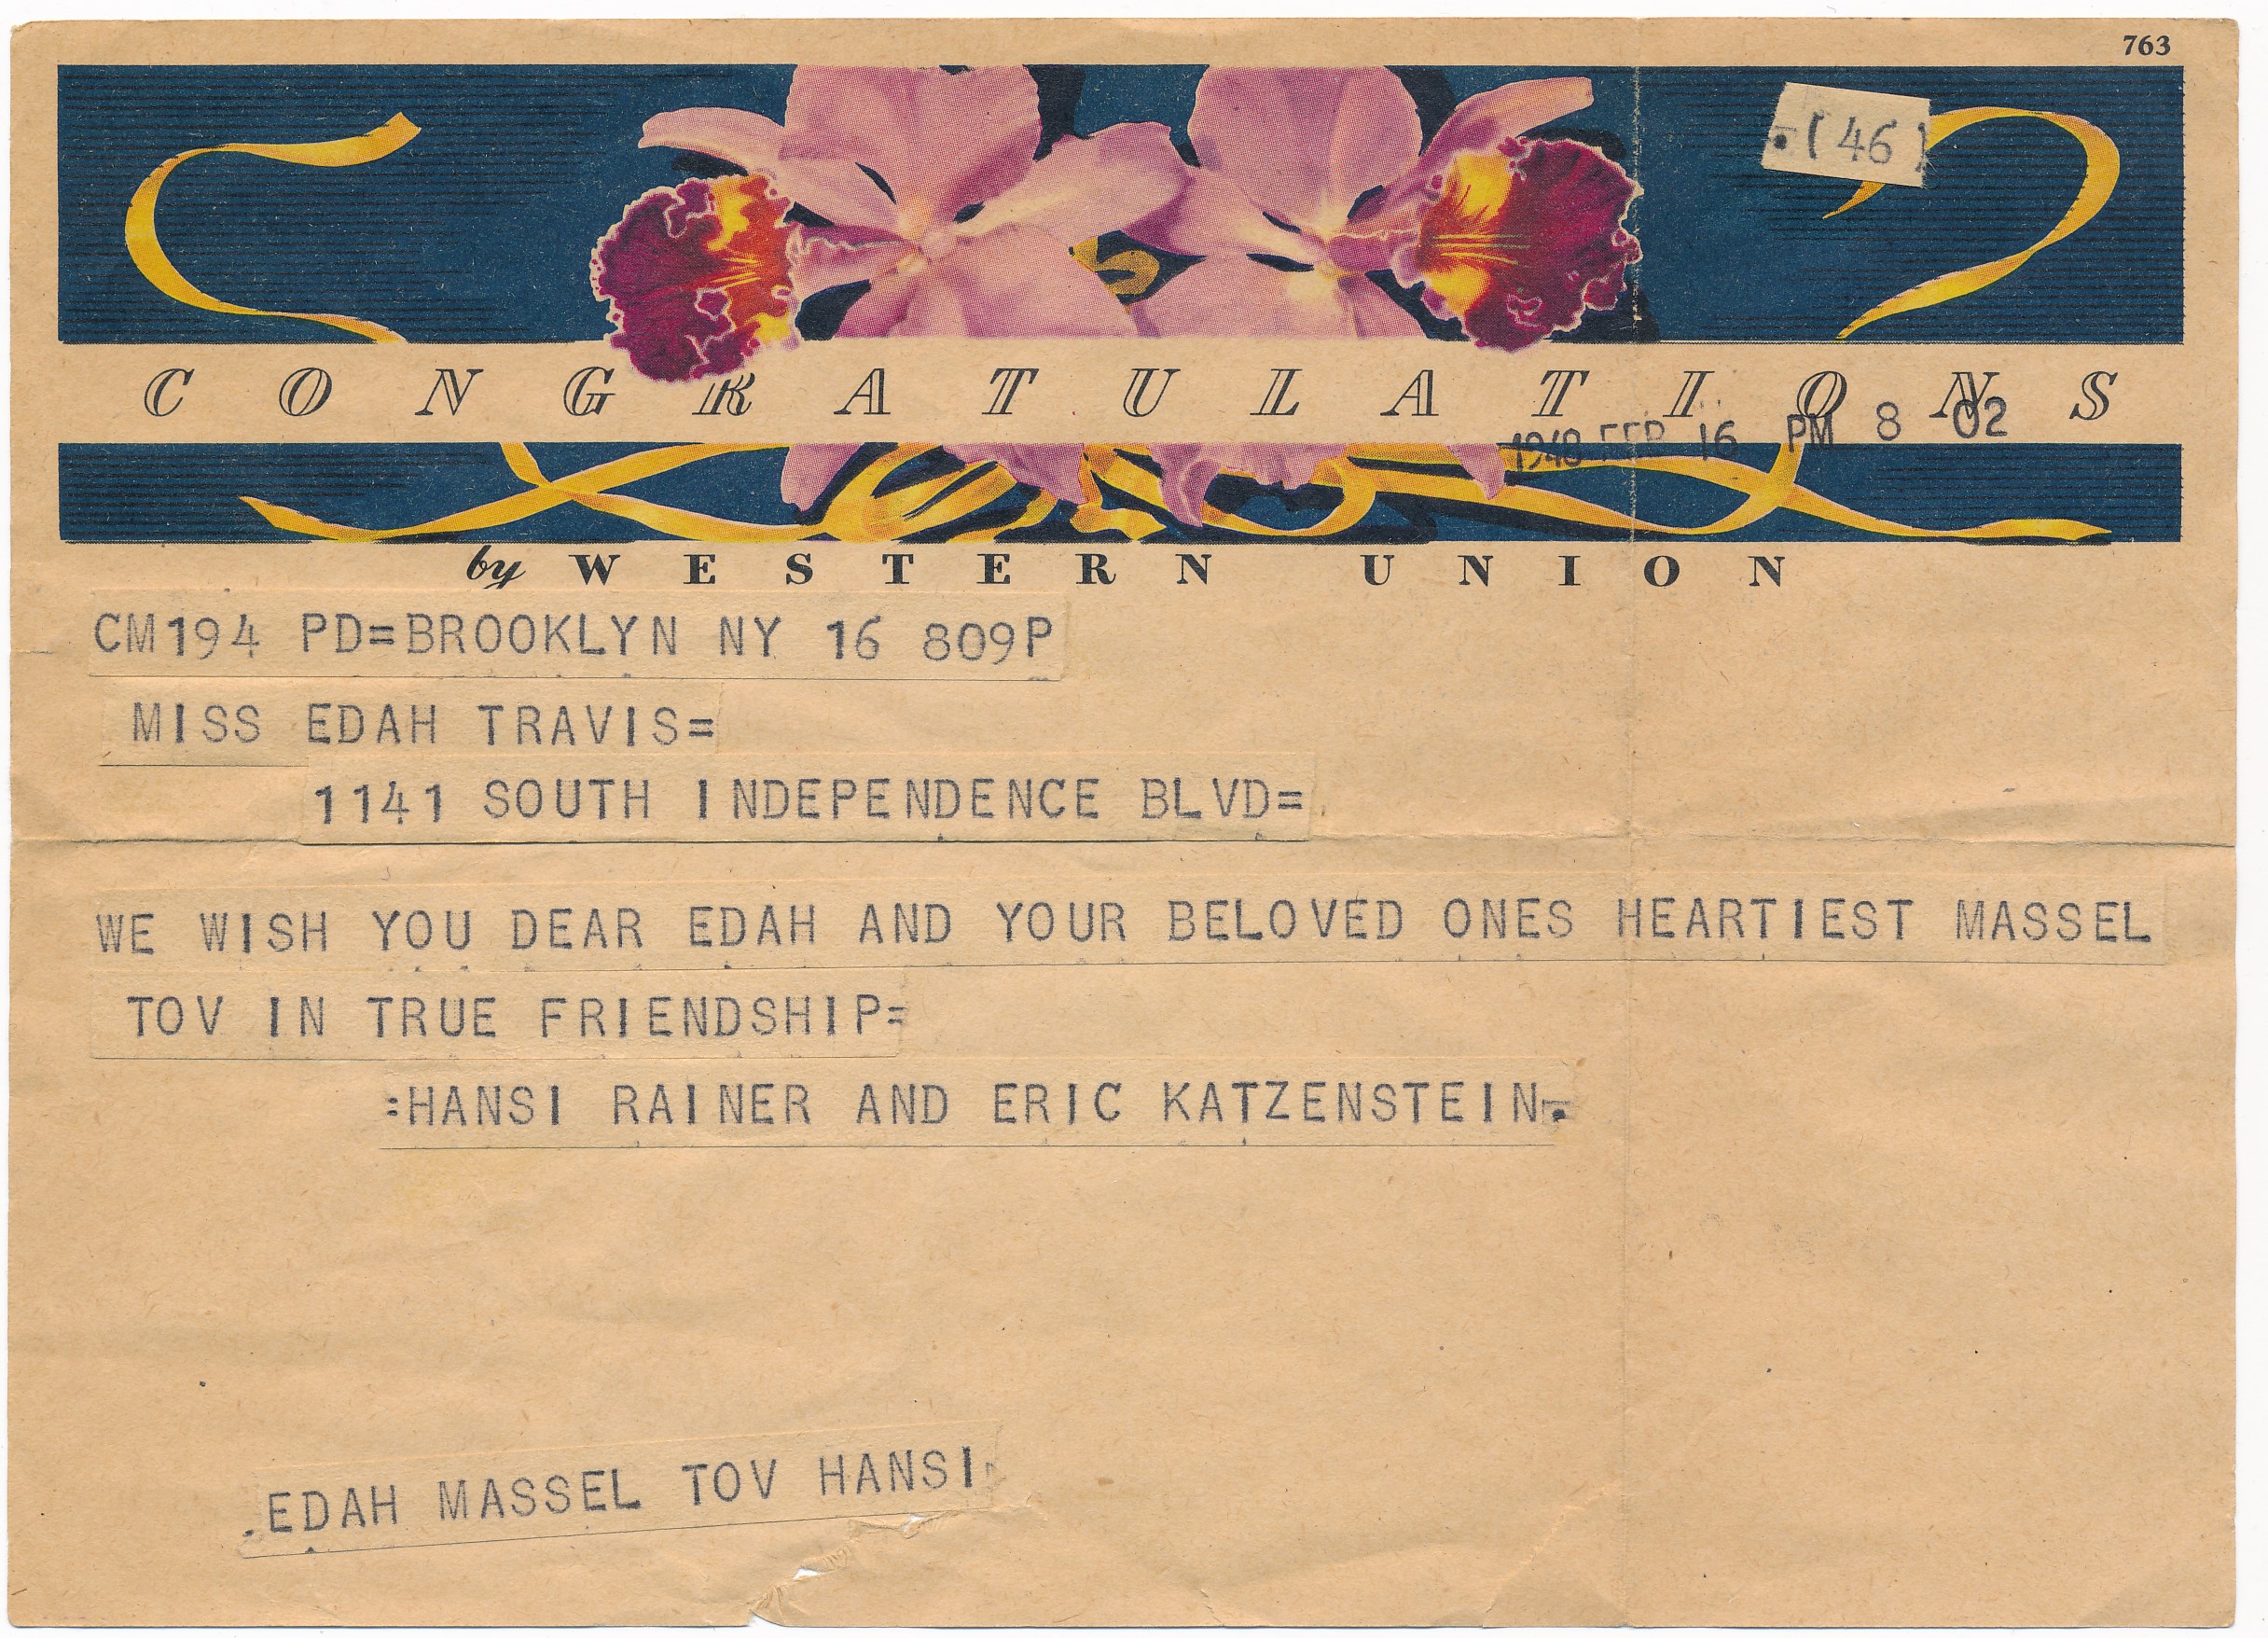 763
.(46)
CONGRATULATIONS
1948 FEB 16 PM 8 02
by WESTERN UNION
CM194 PD=BROOKLYN NY 16 809P
MISS EDAH TRAVIS=
1141 SOUTH INDEPENDENCE BLVD=
WE WISH YOU DEAR EDAH AND YOUR BELOVED ONES HEARTIEST MASSEL
TOV IN TRUE FRIENDSHIP=
=HANSI RAINER AND ERIC KATZENSTEIN.
.EDAH MASSEL TOV HANSI